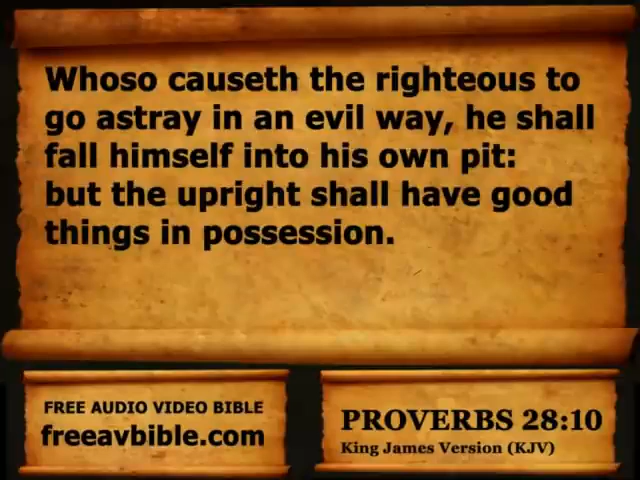 Whoso causeth the righteous to
go astray in an evil way, he shall
fall himself into his own pit:
but the upright shall have good
things in possession.
FREE AUDIO VIDEO BIBLE
freeavbible.com
PROVERBS 28:10
King James Version (KJV)